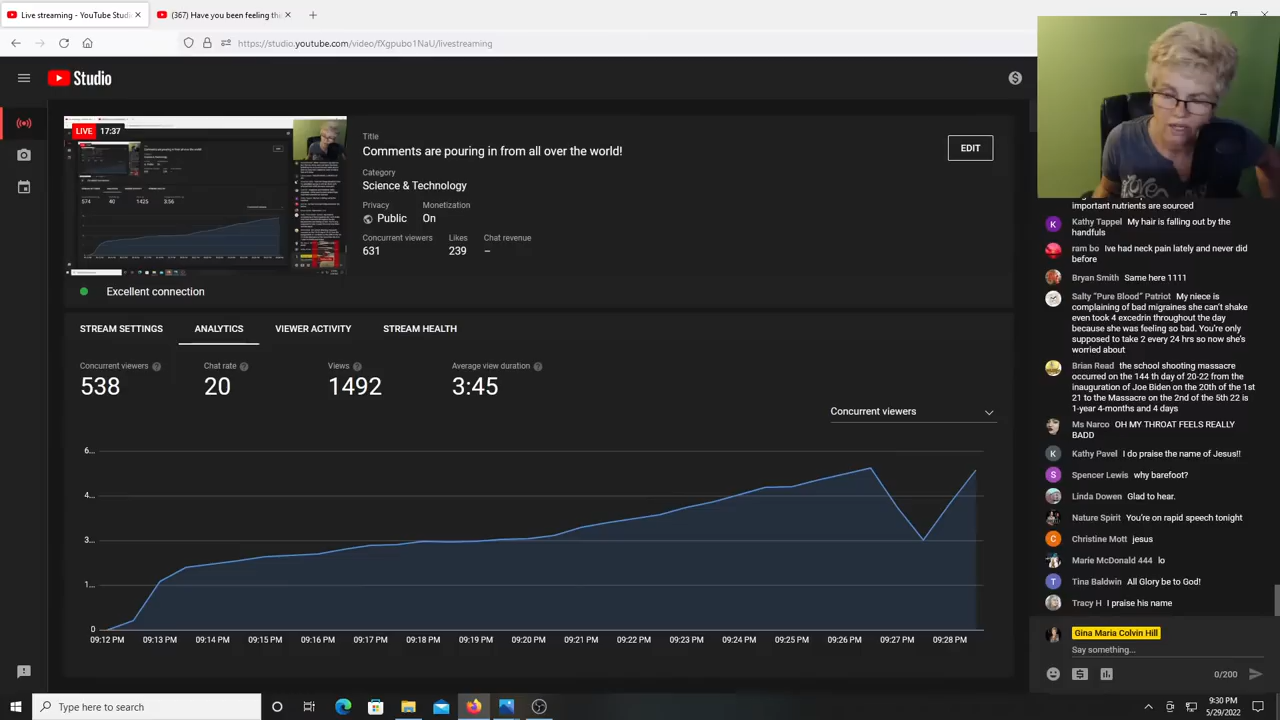 Live streaming - YouTube Stud
(367) Have you been feeling the
https://studio.youtube.com/video/fXgpubo1NaU/livestreaming
Studio
LIVE 17:37
Title
Comments are pouring in from all over the world!
EDIT
Category
Science & Technology
Privacy Monetization
Public On
Concurrent viewers Likes Chat revenue
631 239 –
Excellent connection
STREAM SETTINGS ANALYTICS VIEWER ACTIVITY STREAM HEALTH
Concurrent viewers Chat rate Views Average view duration
538 20 1492 3:45
Concurrent viewers
6...
4...
3...
1...
0
09:12 PM 09:13 PM 09:14 PM 09:15 PM 09:16 PM 09:17 PM 09:18 PM 09:19 PM 09:20 PM 09:21 PM 09:22 PM 09:23 PM 09:24 PM 09:25 PM 09:26 PM 09:27 PM 09:28 PM
important nutrients are sourced
Kathy Tappel My hair is falling out by the
handfuls
ram bo Ive had neck pain lately and never did
before
Bryan Smith Same here 1111
Salty “Pure Blood” Patriot My niece is
complaining of bad migraines she can’t shake
even took 4 excedrin throughout the day
because she was feeling so bad. You’re only
supposed to take 2 every 24 hrs so now she’s
worried about
Brian Read the school shooting massacre
occurred on the 144 th day of 20-22 from the
inauguration of Joe Biden on the 20th of the 1st
21 to the Massacre on the 2nd of the 5th 22 is
1-year 4-months and 4 days
Ms Narco OH MY THROAT FEELS REALLY
BADD
Kathy Pavel I do praise the name of Jesus!!
Spencer Lewis why barefoot?
Linda Dowen Glad to hear.
Nature Spirit You’re on rapid speech tonight
Christine Mott jesus
Marie McDonald 444 lo
Tina Baldwin All Glory be to God!
Tracy H I praise his name
Gina Maria Colvin Hill
Say something...
0/200
Type here to search
9:30 PM
5/29/2022